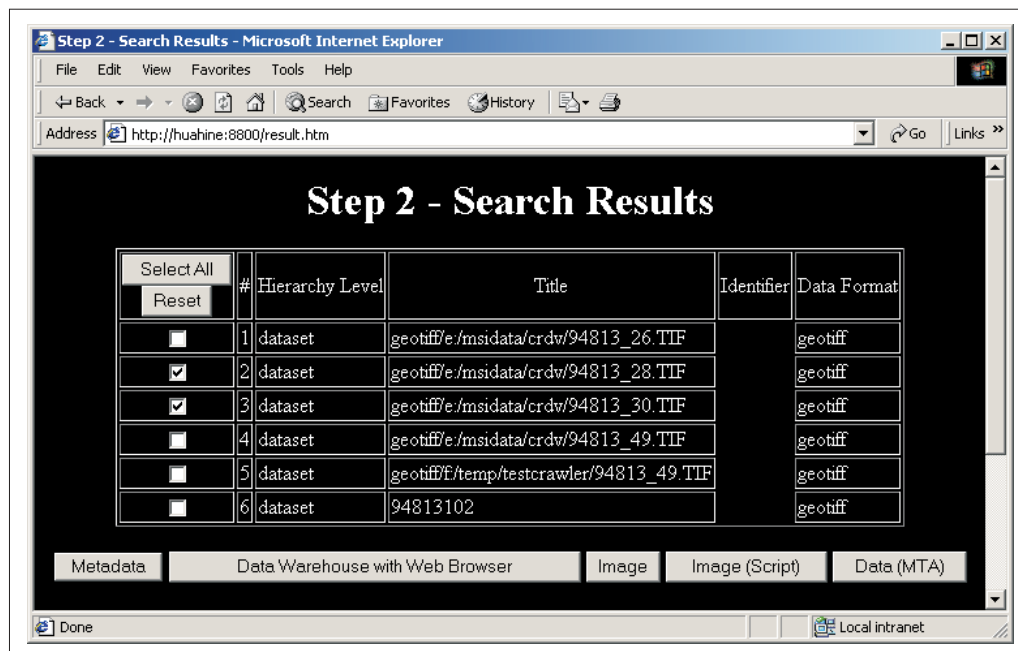 Step 2 - Search Results - Microsoft Internet Explorer
File Edit View Favorites Tools Help
Back Search Favorites History
Address http://huahine:8800/result.htm Go Links »
Step 2 - Search Results
Select All
Reset
# Hierarchy Level Title Identifier Data Format
1 dataset geotiff/e:/msidata/crdv/94813_26.TIF geotiff
2 dataset geotiff/e:/msidata/crdv/94813_28.TIF geotiff
3 dataset geotiff/e:/msidata/crdv/94813_30.TIF geotiff
4 dataset geotiff/e:/msidata/crdv/94813_49.TIF geotiff
5 dataset geotiff/f:/temp/testcrawler/94813_49.TIF geotiff
6 dataset 94813102 geotiff
Metadata Data Warehouse with Web Browser Image Image (Script) Data (MTA)
Done Local intranet